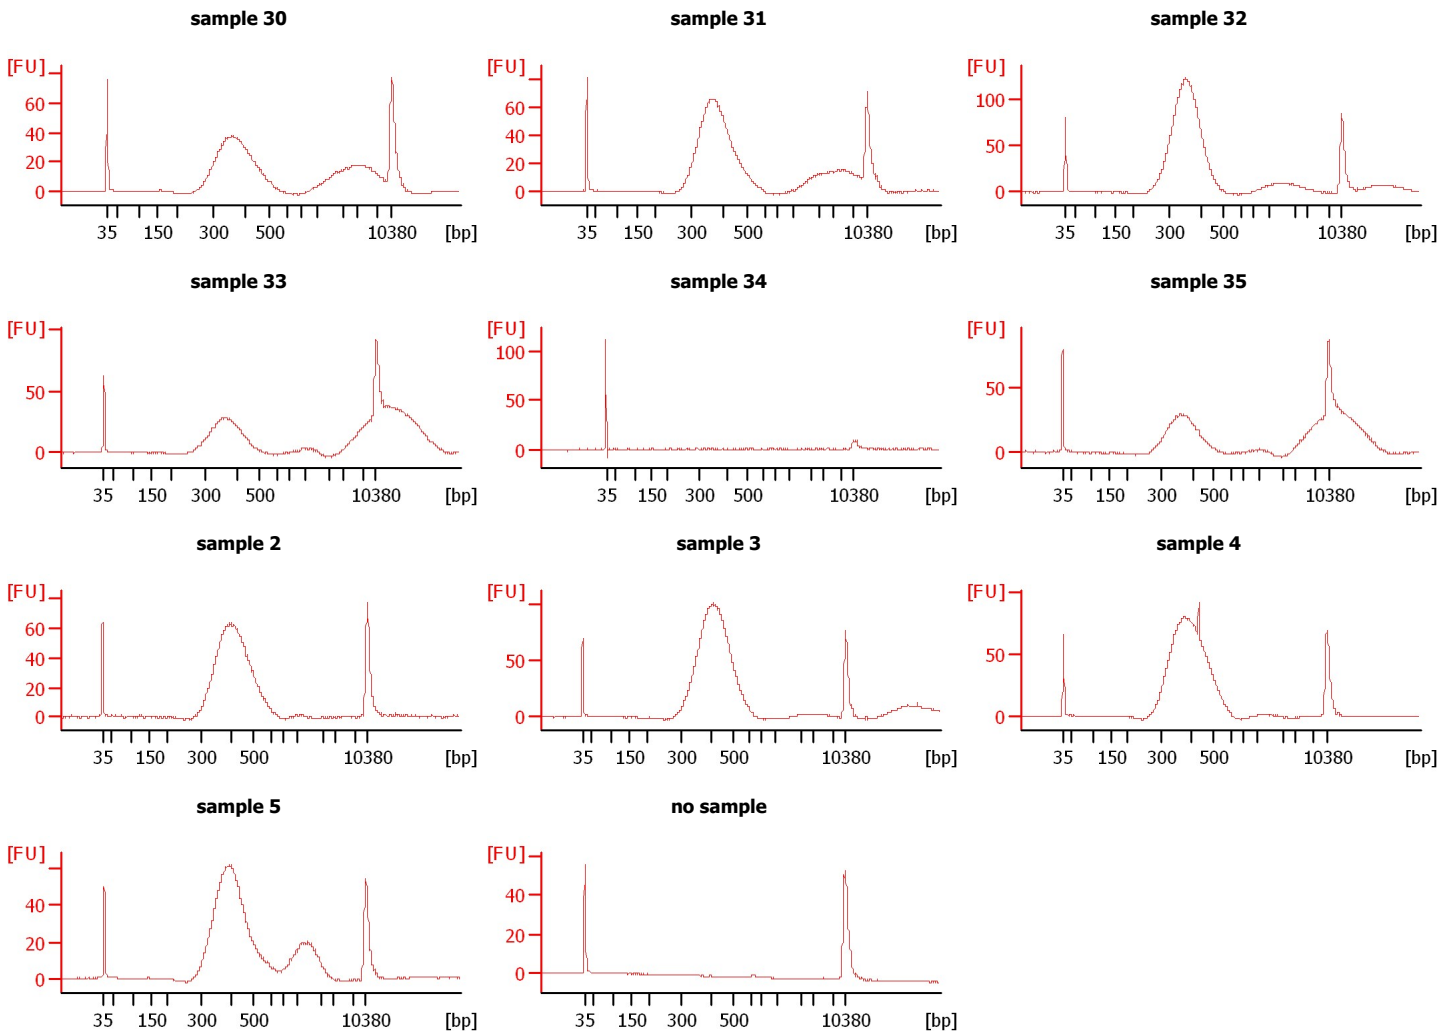 sample 30 sample 31 sample 32
[FU] [FU] [FU]
60 60 100
40 40 50
20 20
0 0 0
35 150 300 500 10380 [bp] 35 150 300 500 10380 [bp] 35 150 300 500 10380 [bp]
sample 33 sample 34 sample 35
[FU] [FU] [FU]
100
50 50 50
0 0 0
35 150 300 500 10380 [bp] 35 150 300 500 10380 [bp] 35 150 300 500 10380 [bp]
sample 2 sample 3 sample 4
[FU] [FU] [FU]
60
40 50 50
20
0 0 0
35 150 300 500 10380 [bp] 35 150 300 500 10380 [bp] 35 150 300 500 10380 [bp]
sample 5 no sample
[FU] [FU]
40 40
20 20
0 0
35 150 300 500 10380 [bp] 35 150 300 500 10380 [bp]